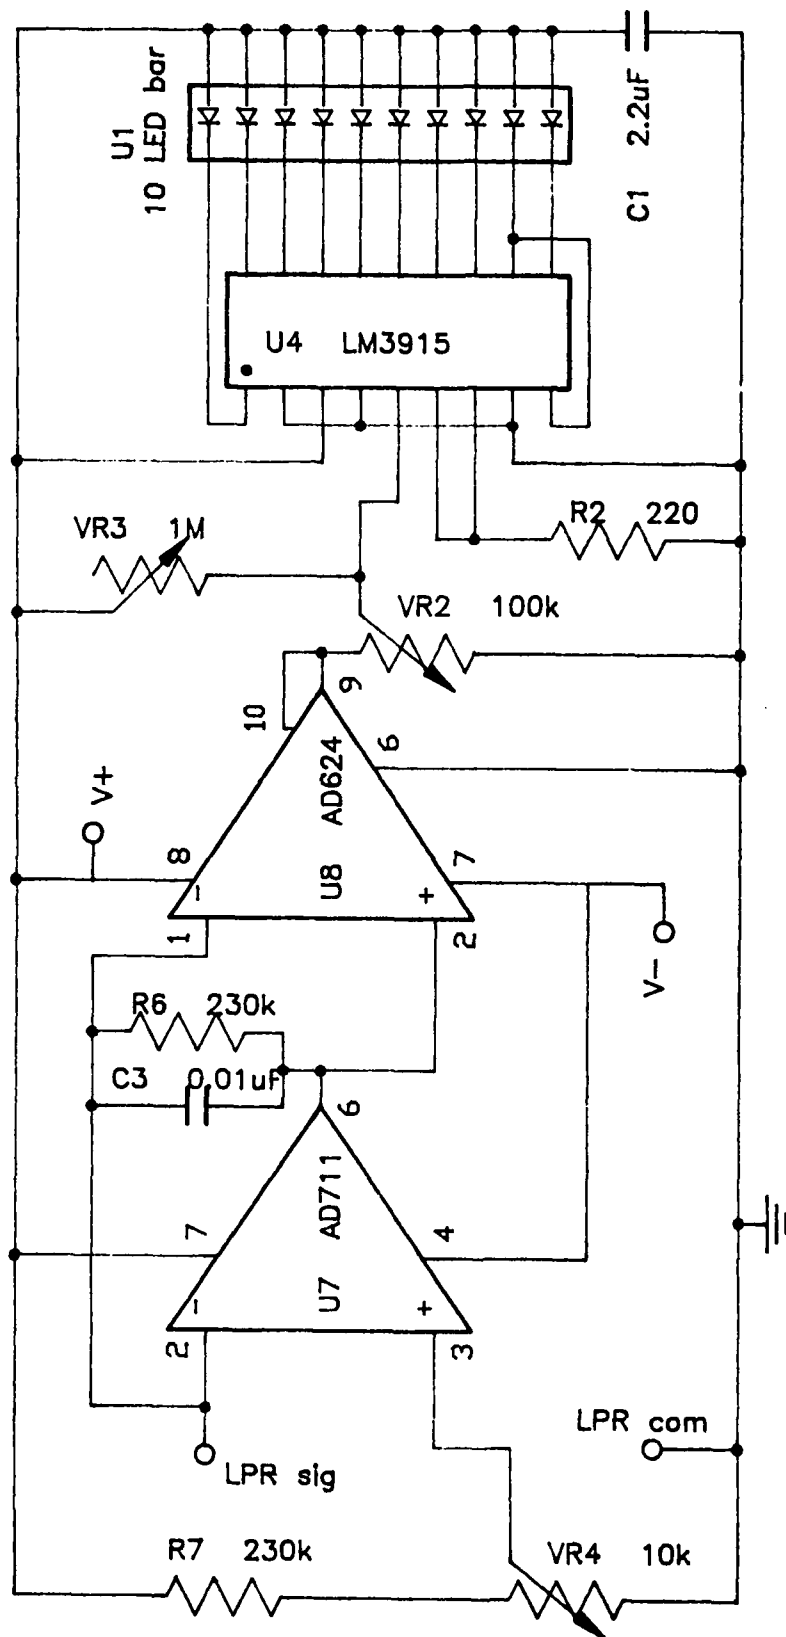 U1
10 LED bar
C1 2.2uF
U4 LM3915
VR3 1M
R2 220
VR2 100k
10
9
6
AD624
V+
8
U8
7
-
+
1
2
V-
R6 230k
C3 0.01uF
6
AD711
7
4
U7
-
+
2
3
LPR com
LPR sig
R7 230k
VR4 10k